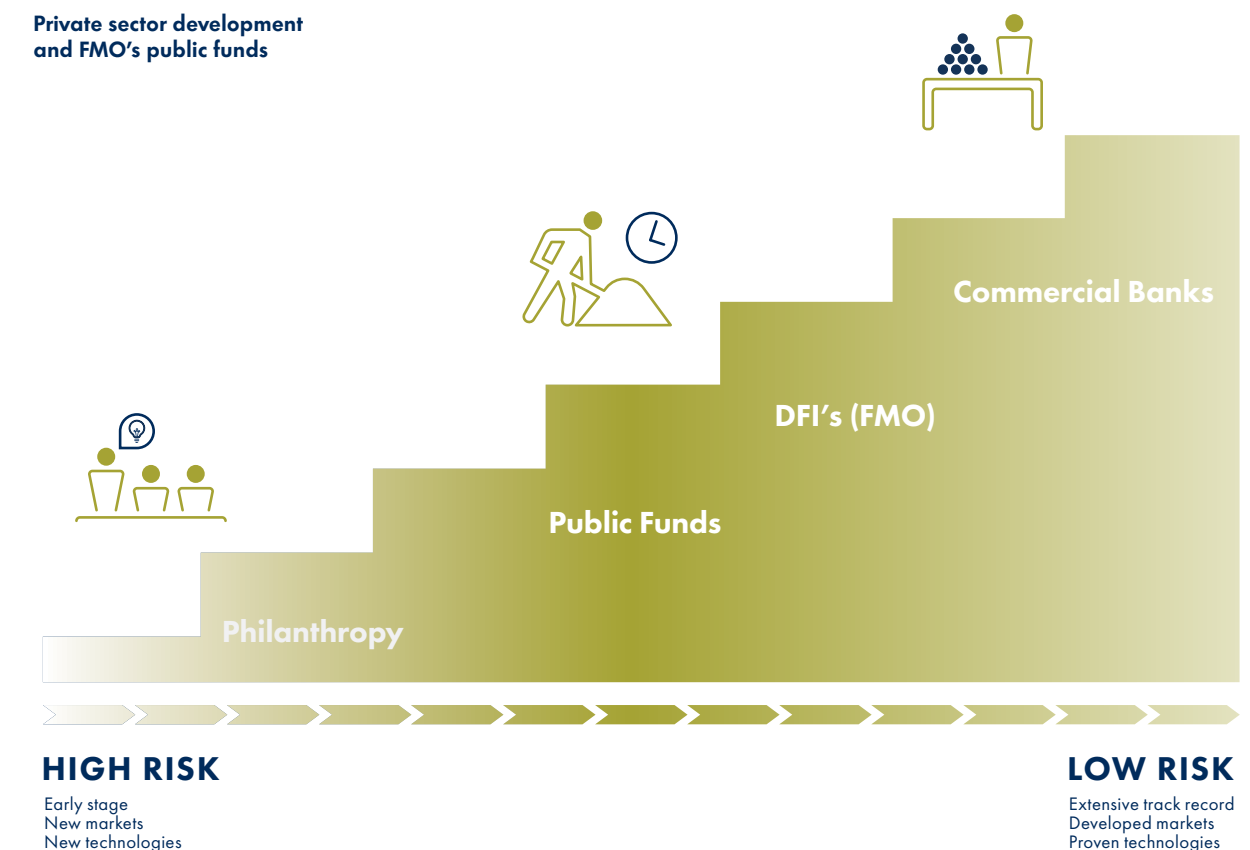 Private sector development
and FMO's public funds
Commercial Banks
DFI's (FMO)
Public Funds
Philanthropy
HIGH RISK
Early stage
New markets
New technologies
LOW RISK
Extensive track record
Developed markets
Proven technologies